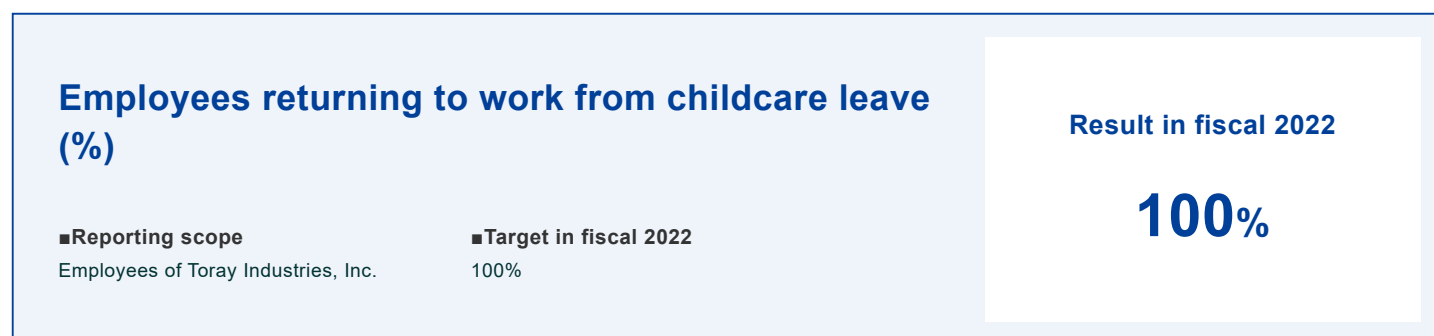 Employees returning to work from childcare leave
(%)
■Reporting scope
Employees of Toray Industries, Inc.
■Target in fiscal 2022
100%
Result in fiscal 2022
100%